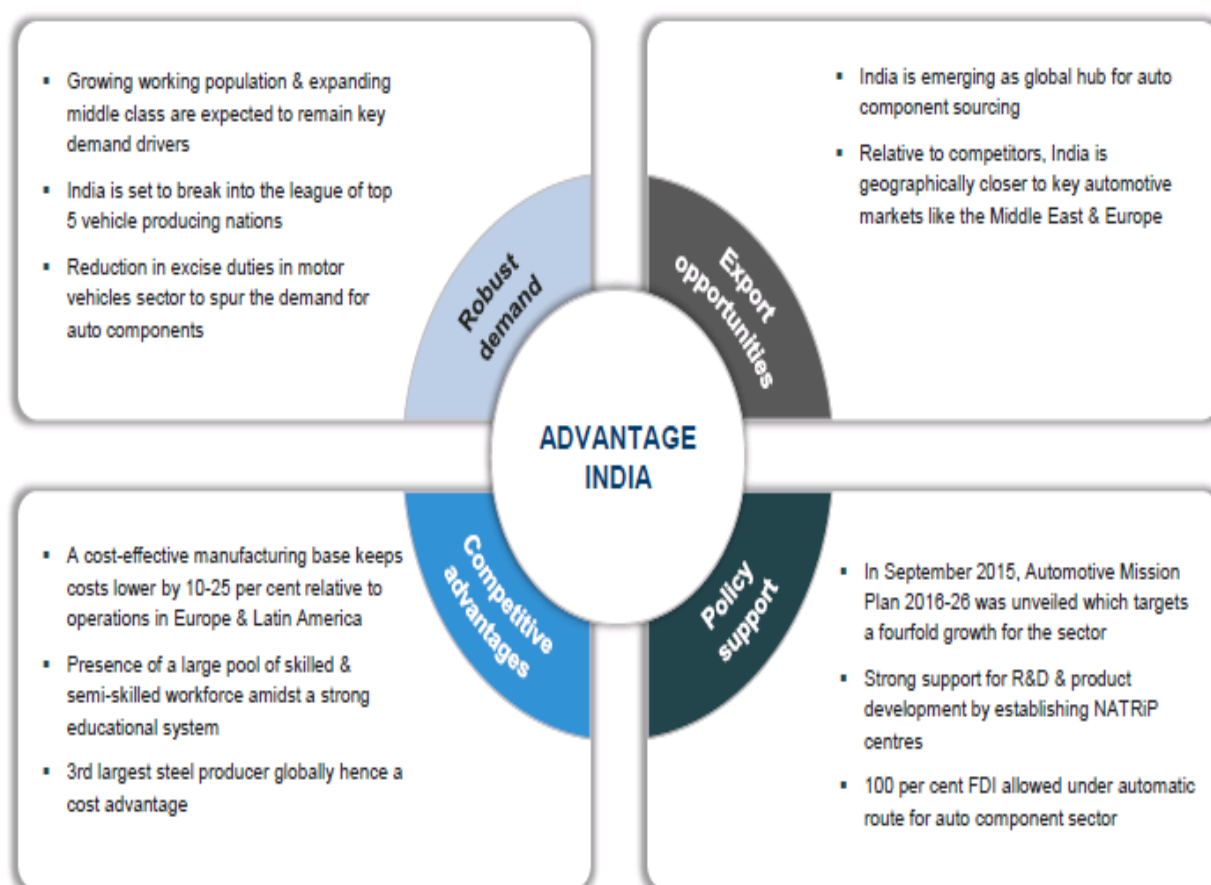 ▪ Growing working population & expanding
middle class are expected to remain key
demand drivers
▪ India is set to break into the league of top
5 vehicle producing nations
▪ Reduction in excise duties in motor
vehicles sector to spur the demand for
auto components
Robust
demand
▪ India is emerging as global hub for auto
component sourcing
▪ Relative to competitors, India is
geographically closer to key automotive
markets like the Middle East & Europe
Export
opportunities
ADVANTAGE
INDIA
▪ A cost-effective manufacturing base keeps
costs lower by 10-25 per cent relative to
operations in Europe & Latin America
▪ Presence of a large pool of skilled &
semi-skilled workforce amidst a strong
educational system
▪ 3rd largest steel producer globally hence a
cost advantage
Competitive
advantages
Policy
support
▪ In September 2015, Automotive Mission
Plan 2016-26 was unveiled which targets
a fourfold growth for the sector
▪ Strong support for R&D & product
development by establishing NATRiP
centres
▪ 100 per cent FDI allowed under automatic
route for auto component sector